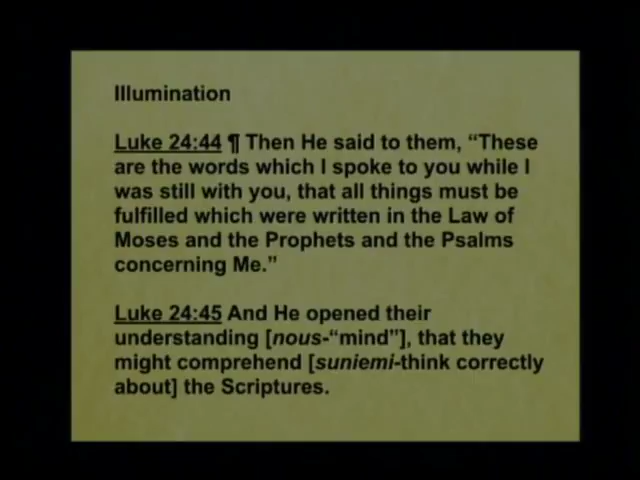 Illumination
Luke 24:44 ¶ Then He said to them, “These
are the words which I spoke to you while I
was still with you, that all things must be
fulfilled which were written in the Law of
Moses and the Prophets and the Psalms
concerning Me.”
Luke 24:45 And He opened their
understanding [nous-“mind”], that they
might comprehend [suniemi-think correctly
about] the Scriptures.